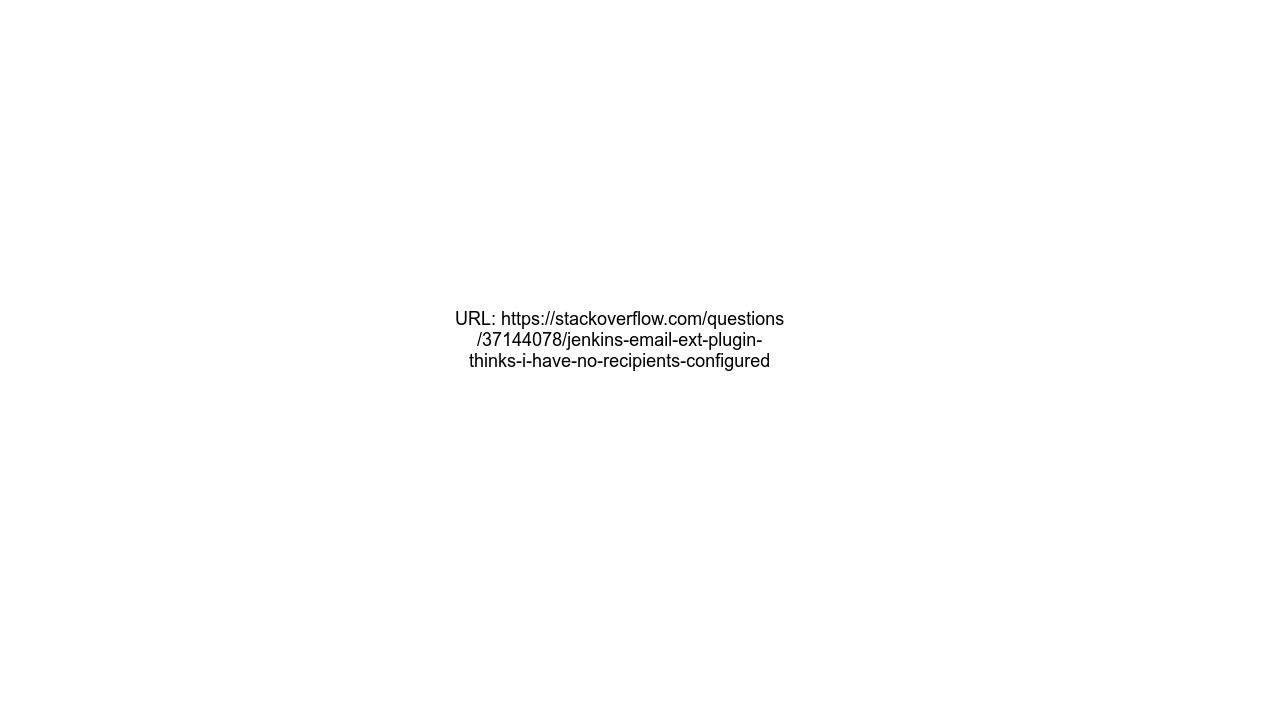 URL: https://stackoverflow.com/questions
/37144078/jenkins-email-ext-plugin-
thinks-i-have-no-recipients-configured